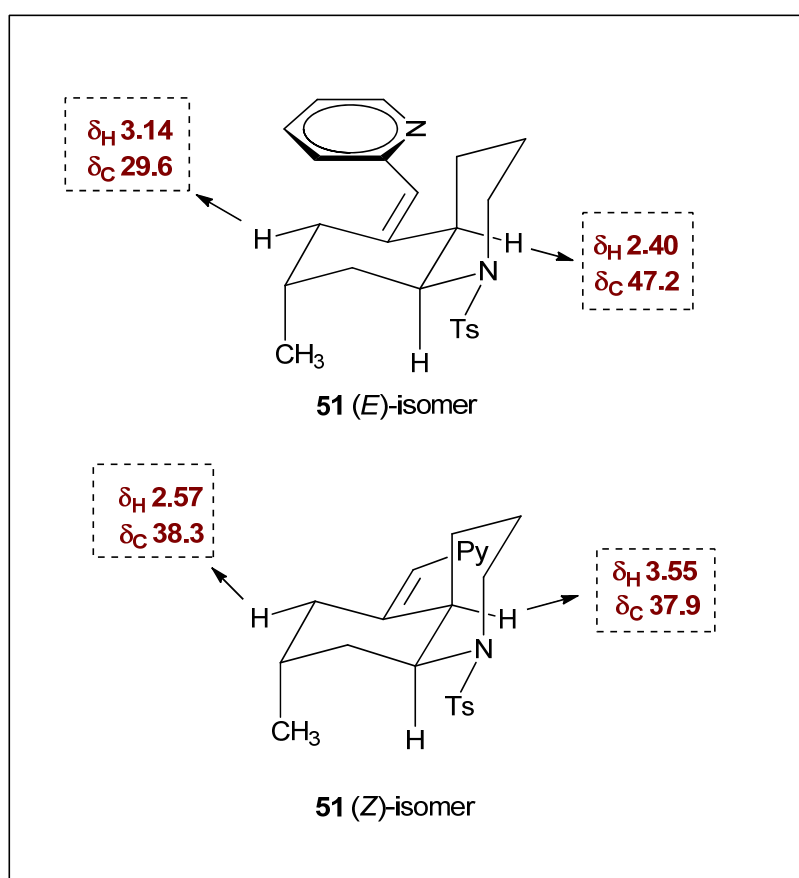 δH 3.14
δC 29.6
N
H
H
δH 2.40
δC 47.2
N
Ts
CH3
H
51 (E)-isomer
δH 2.57
δC 38.3
Py
H
H
δH 3.55
δC 37.9
N
Ts
CH3
H
51 (Z)-isomer